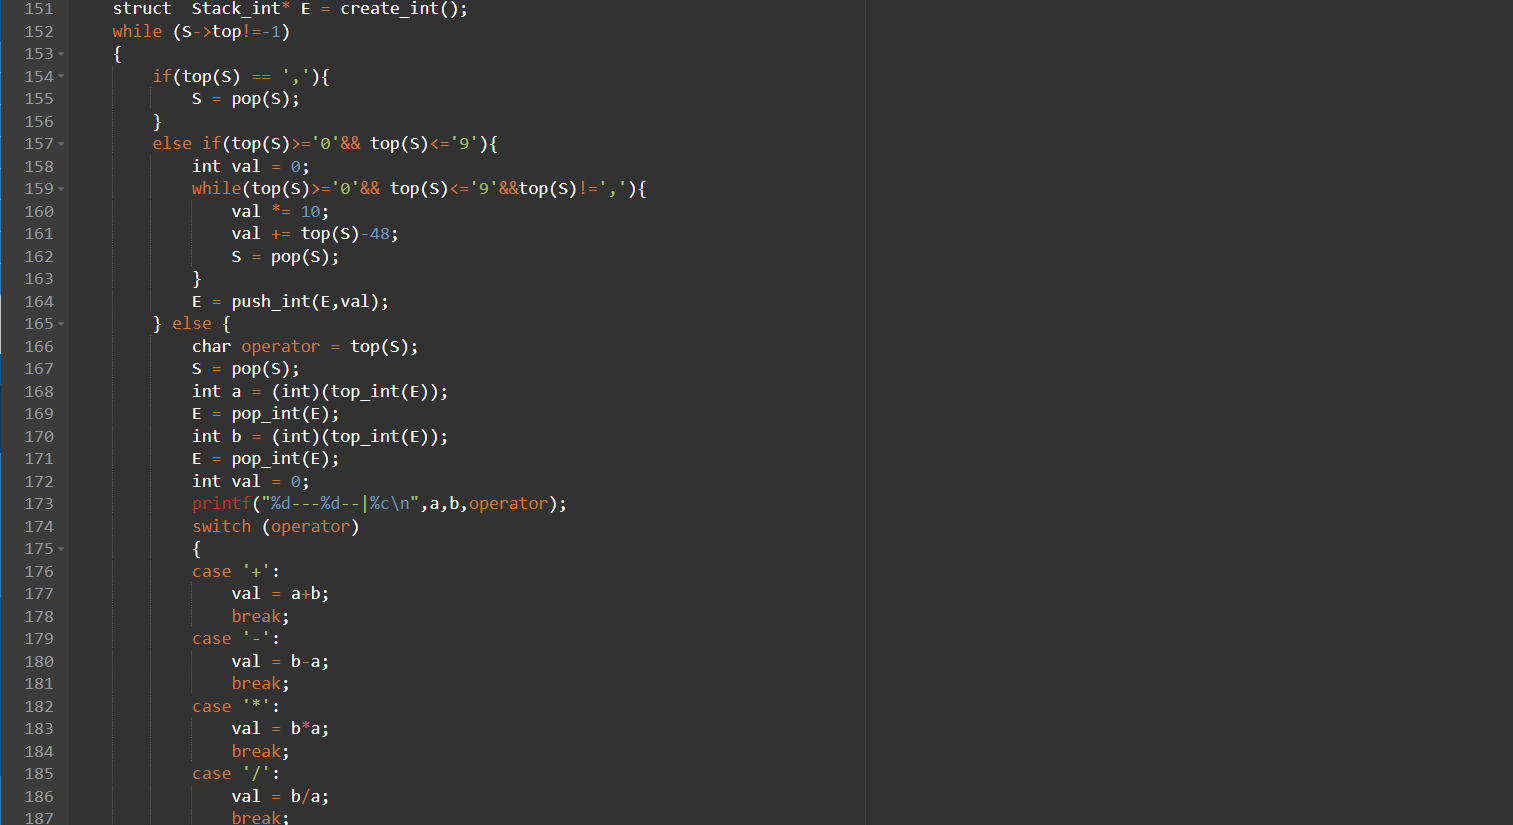 151 struct  Stack_int* E = create_int();
152 while (S->top!=-1)
153 {
154 if(top(S) == ','){
155 S = pop(S);
156 }
157 else if(top(S)>='0'&& top(S)<='9'){
158 int val = 0;
159 while(top(S)>='0'&& top(S)<='9'&&top(S)!=','){
160 val *= 10;
161 val += top(S)-48;
162 S = pop(S);
163 }
164 E = push_int(E,val);
165 } else {
166 char operator = top(S);
167 S = pop(S);
168 int a = (int)(top_int(E));
169 E = pop_int(E);
170 int b = (int)(top_int(E));
171 E = pop_int(E);
172 int val = 0;
173 printf("%d---%d--|%c\n",a,b,operator);
174 switch (operator)
175 {
176 case '+':
177 val = a+b;
178 break;
179 case '-':
180 val = b-a;
181 break;
182 case '*':
183 val = b*a;
184 break;
185 case '/':
186 val = b/a;
187 break;